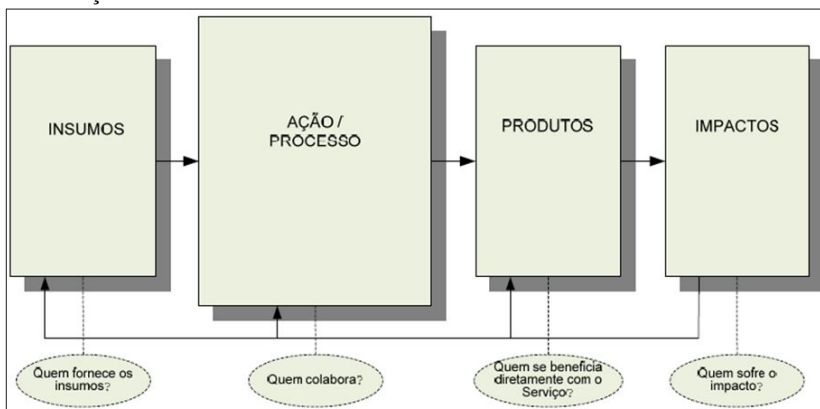 INSUMOS
AÇÃO /
PROCESSO
PRODUTOS
IMPACTOS
Quem fornece os
insumos?
Quem colabora?
Quem se beneficia
diretamente com o
Serviço?
Quem sofre o
impacto?